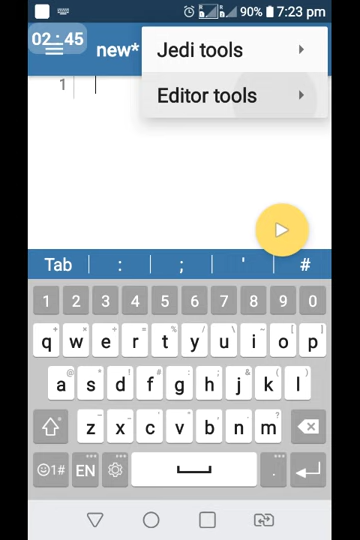 90% 7:23 pm
02:45
new*
Jedi tools
Editor tools
1
Tab : ; ' #
1 2 3 4 5 6 7 8 9 0
q w e r t y u i o p
a s d f g h j k l
z x c v b n m
☺1# EN .